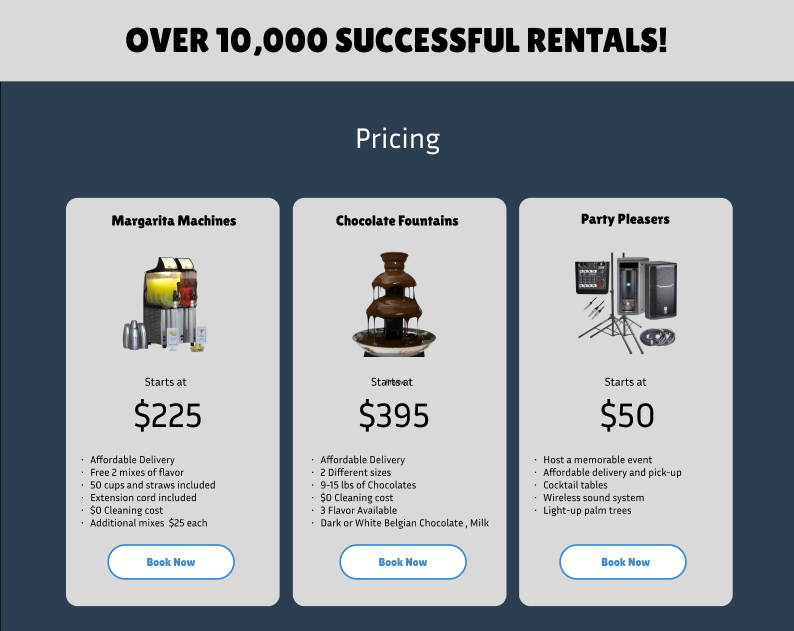 OVER 10,000 SUCCESSFUL RENTALS!
Pricing
Margarita Machines
Starts at
$225
· Affordable Delivery
· Free 2 mixes of flavor
· 50 cups and straws included
· Extension cord included
· $0 Cleaning cost
· Additional mixes $25 each
Book Now
Chocolate Fountains
Starts at
$395
· Affordable Delivery
· 2 Different sizes
· 9-15 lbs of Chocolates
· $0 Cleaning cost
· 3 Flavor Available
· Dark or White Belgian Chocolate , Milk
Book Now
Party Pleasers
Starts at
$50
· Host a memorable event
· Affordable delivery and pick-up
· Cocktail tables
· Wireless sound system
· Light-up palm trees
Book Now